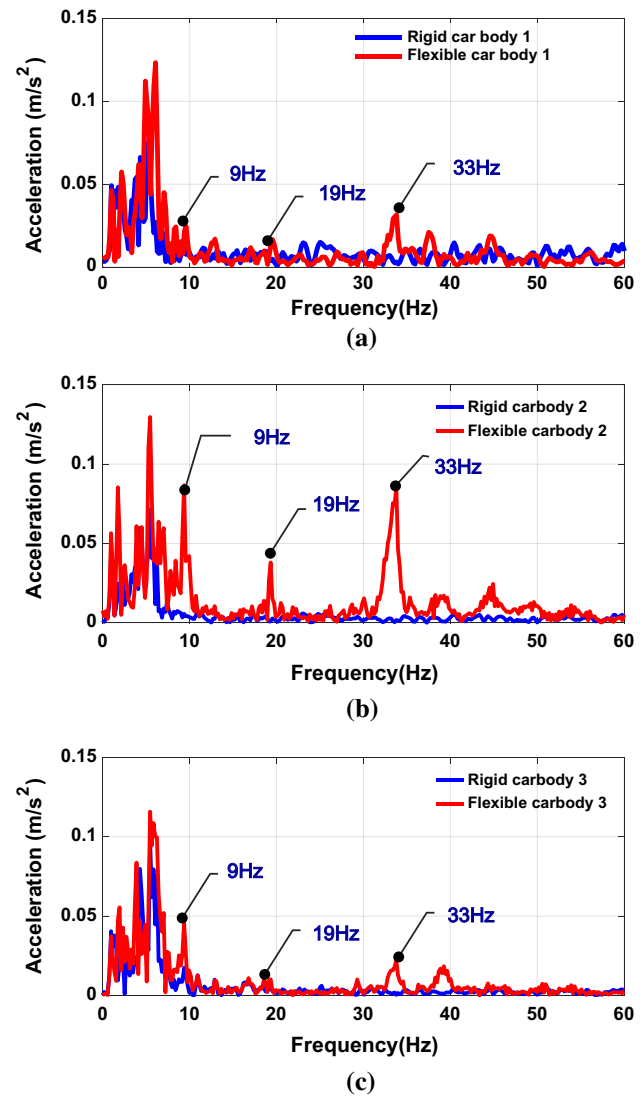 Acceleration (m/s²)
0.15
0.1
0.05
0
Rigid car body 1
Flexible car body 1
9Hz
19Hz
33Hz
0 10 20 30 40 50 60
Frequency(Hz)
(a)
Acceleration (m/s²)
0.15
0.1
0.05
0
Rigid carbody 2
Flexible carbody 2
9Hz
19Hz
33Hz
0 10 20 30 40 50 60
Frequency(Hz)
(b)
Acceleration (m/s²)
0.15
0.1
0.05
0
Rigid carbody 3
Flexible carbody 3
9Hz
19Hz
33Hz
0 10 20 30 40 50 60
Frequency(Hz)
(c)